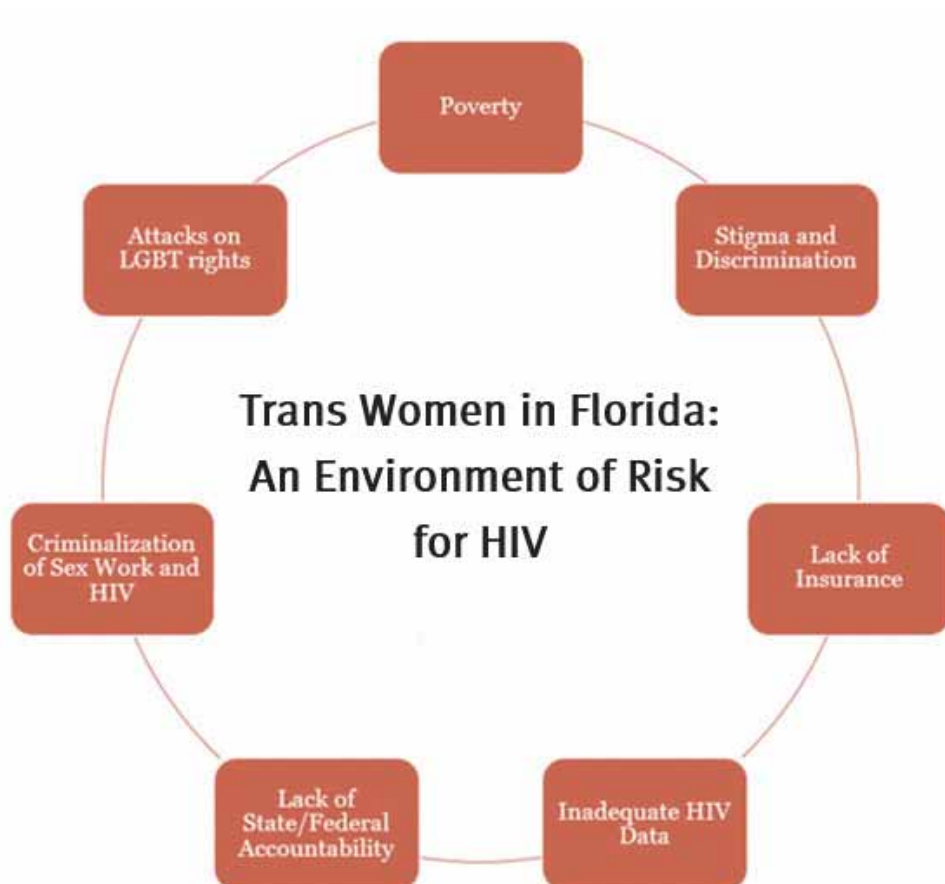 Poverty
Stigma and
Discrimination
Lack of
Insurance
Inadequate HIV
Data
Lack of
State/Federal
Accountability
Criminalization
of Sex Work and
HIV
Attacks on
LGBT rights
Trans Women in Florida:
An Environment of Risk
for HIV